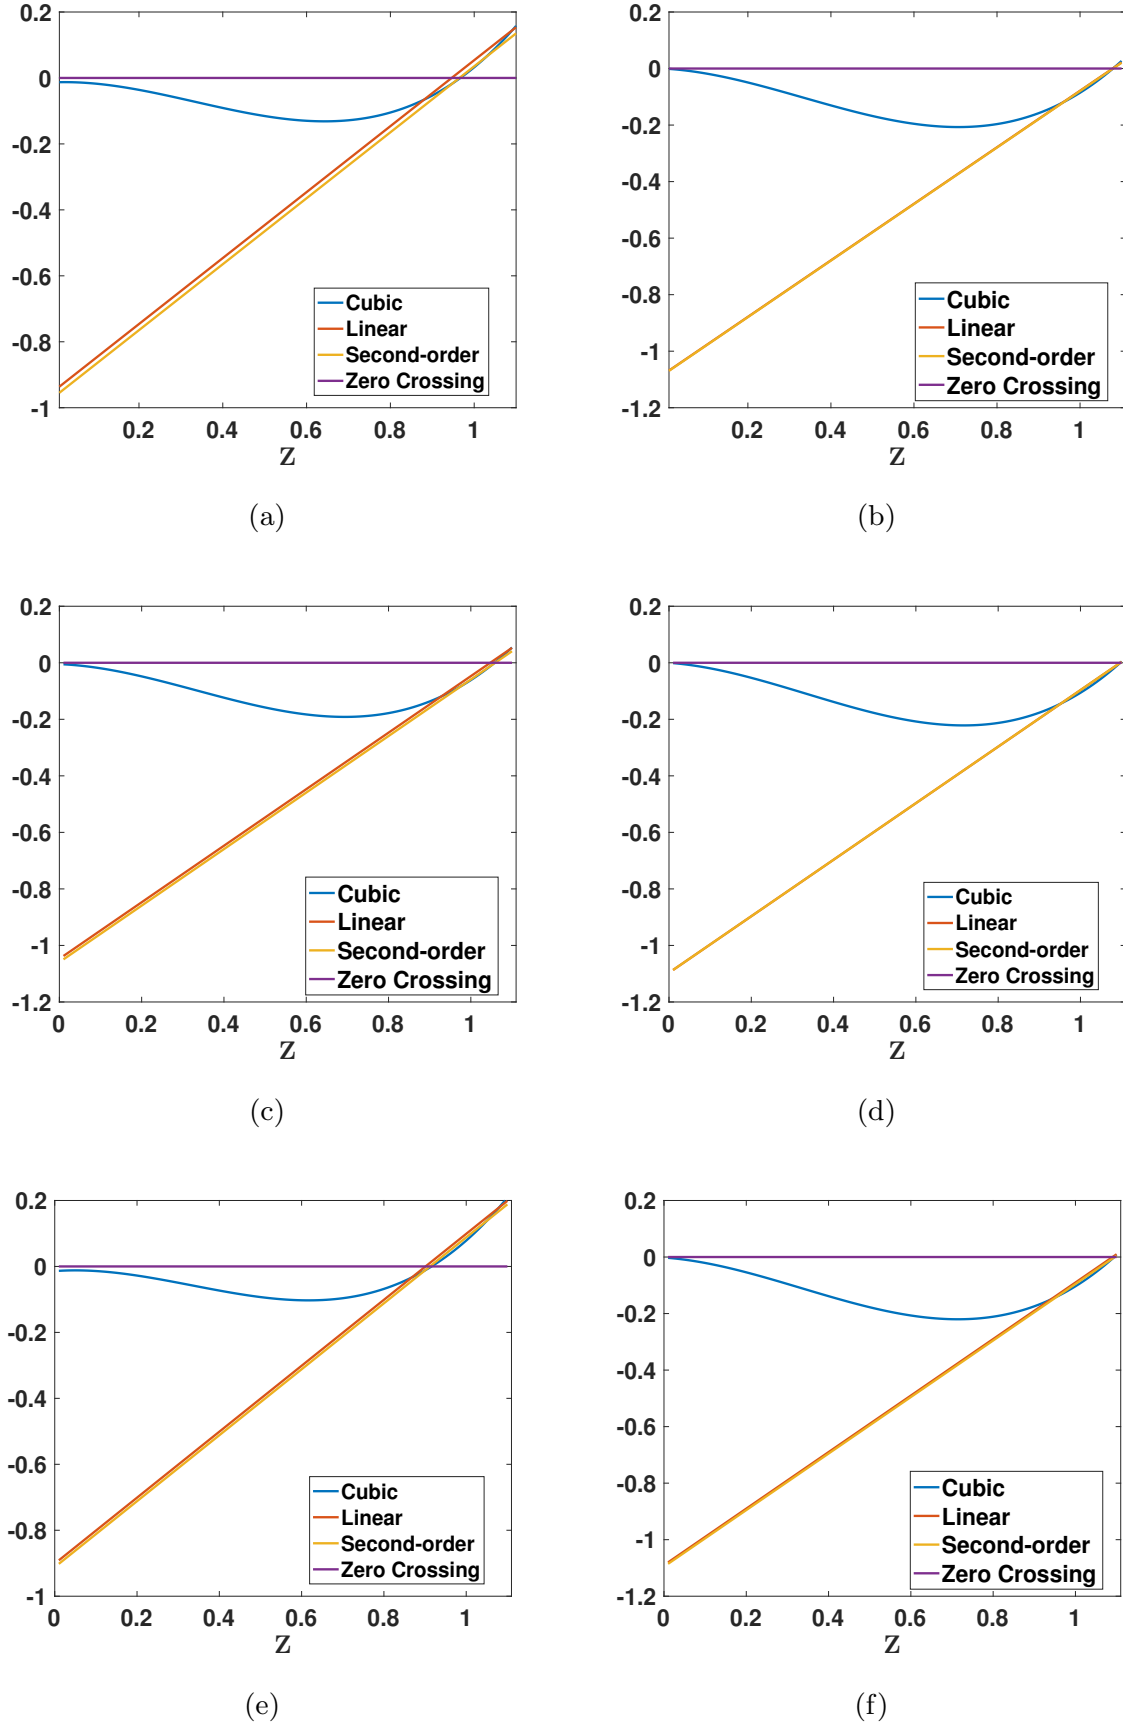 0.2
0
-0.2
-0.4
-0.6
-0.8
-1
0.2 0.4 0.6 0.8 1
z
Cubic
Linear
Second-order
Zero Crossing
(a)
0.2
0
-0.2
-0.4
-0.6
-0.8
-1
-1.2
0.2 0.4 0.6 0.8 1
z
Cubic
Linear
Second-order
Zero Crossing
(b)
0.2
0
-0.2
-0.4
-0.6
-0.8
-1
-1.2
0 0.2 0.4 0.6 0.8 1
z
Cubic
Linear
Second-order
Zero Crossing
(c)
0.2
0
-0.2
-0.4
-0.6
-0.8
-1
-1.2
0 0.2 0.4 0.6 0.8 1
z
Cubic
Linear
Second-order
Zero Crossing
(d)
0.2
0
-0.2
-0.4
-0.6
-0.8
-1
0 0.2 0.4 0.6 0.8 1
z
Cubic
Linear
Second-order
Zero Crossing
(e)
0.2
0
-0.2
-0.4
-0.6
-0.8
-1
-1.2
0 0.2 0.4 0.6 0.8 1
z
Cubic
Linear
Second-order
Zero Crossing
(f)